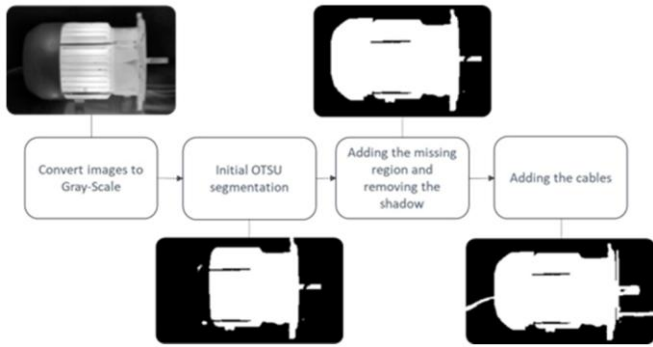 Convert images to
Gray-Scale
Initial OTSU
segmentation
Adding the missing
region and
removing the
shadow
Adding the cables